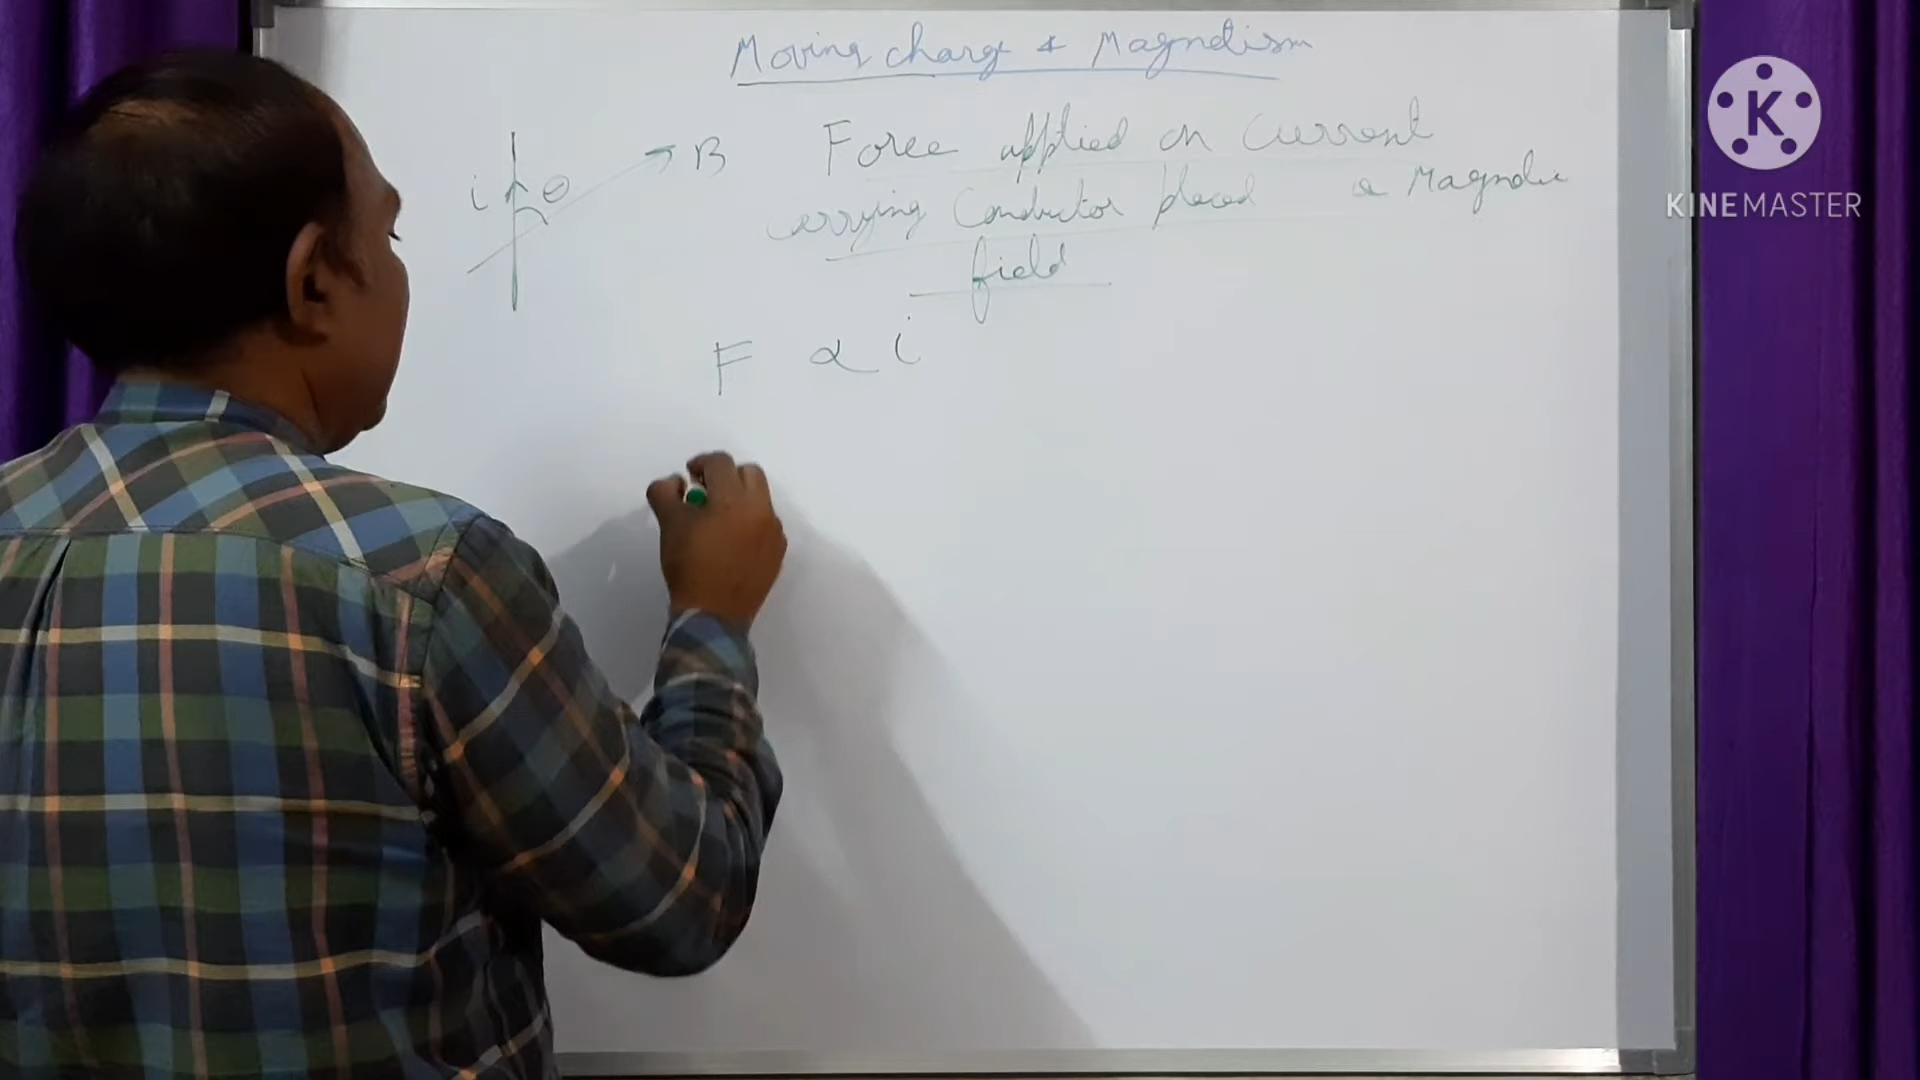 Moving charge & Magnetism
Force applied on Current
carrying Conductor placed a Magnetic
field
i θ B
F α i
K
KINEMASTER